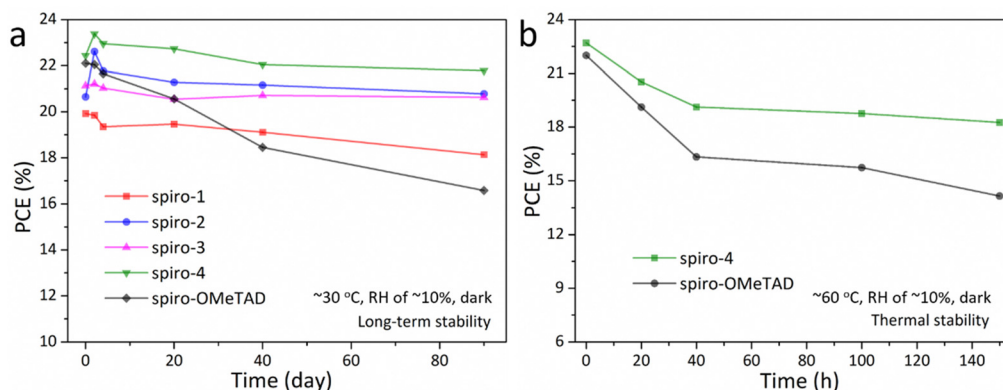 a
PCE (%)
24
22
20
18
16
14
12
10
spiro-1
spiro-2
spiro-3
spiro-4
spiro-OMeTAD
~30 °C, RH of ~10%, dark
Long-term stability
0 20 40 60 80
Time (day)
b
PCE (%)
24
21
18
15
12
9
6
spiro-4
spiro-OMeTAD
~60 °C, RH of ~10%, dark
Thermal stability
0 20 40 60 80 100 120 140
Time (h)